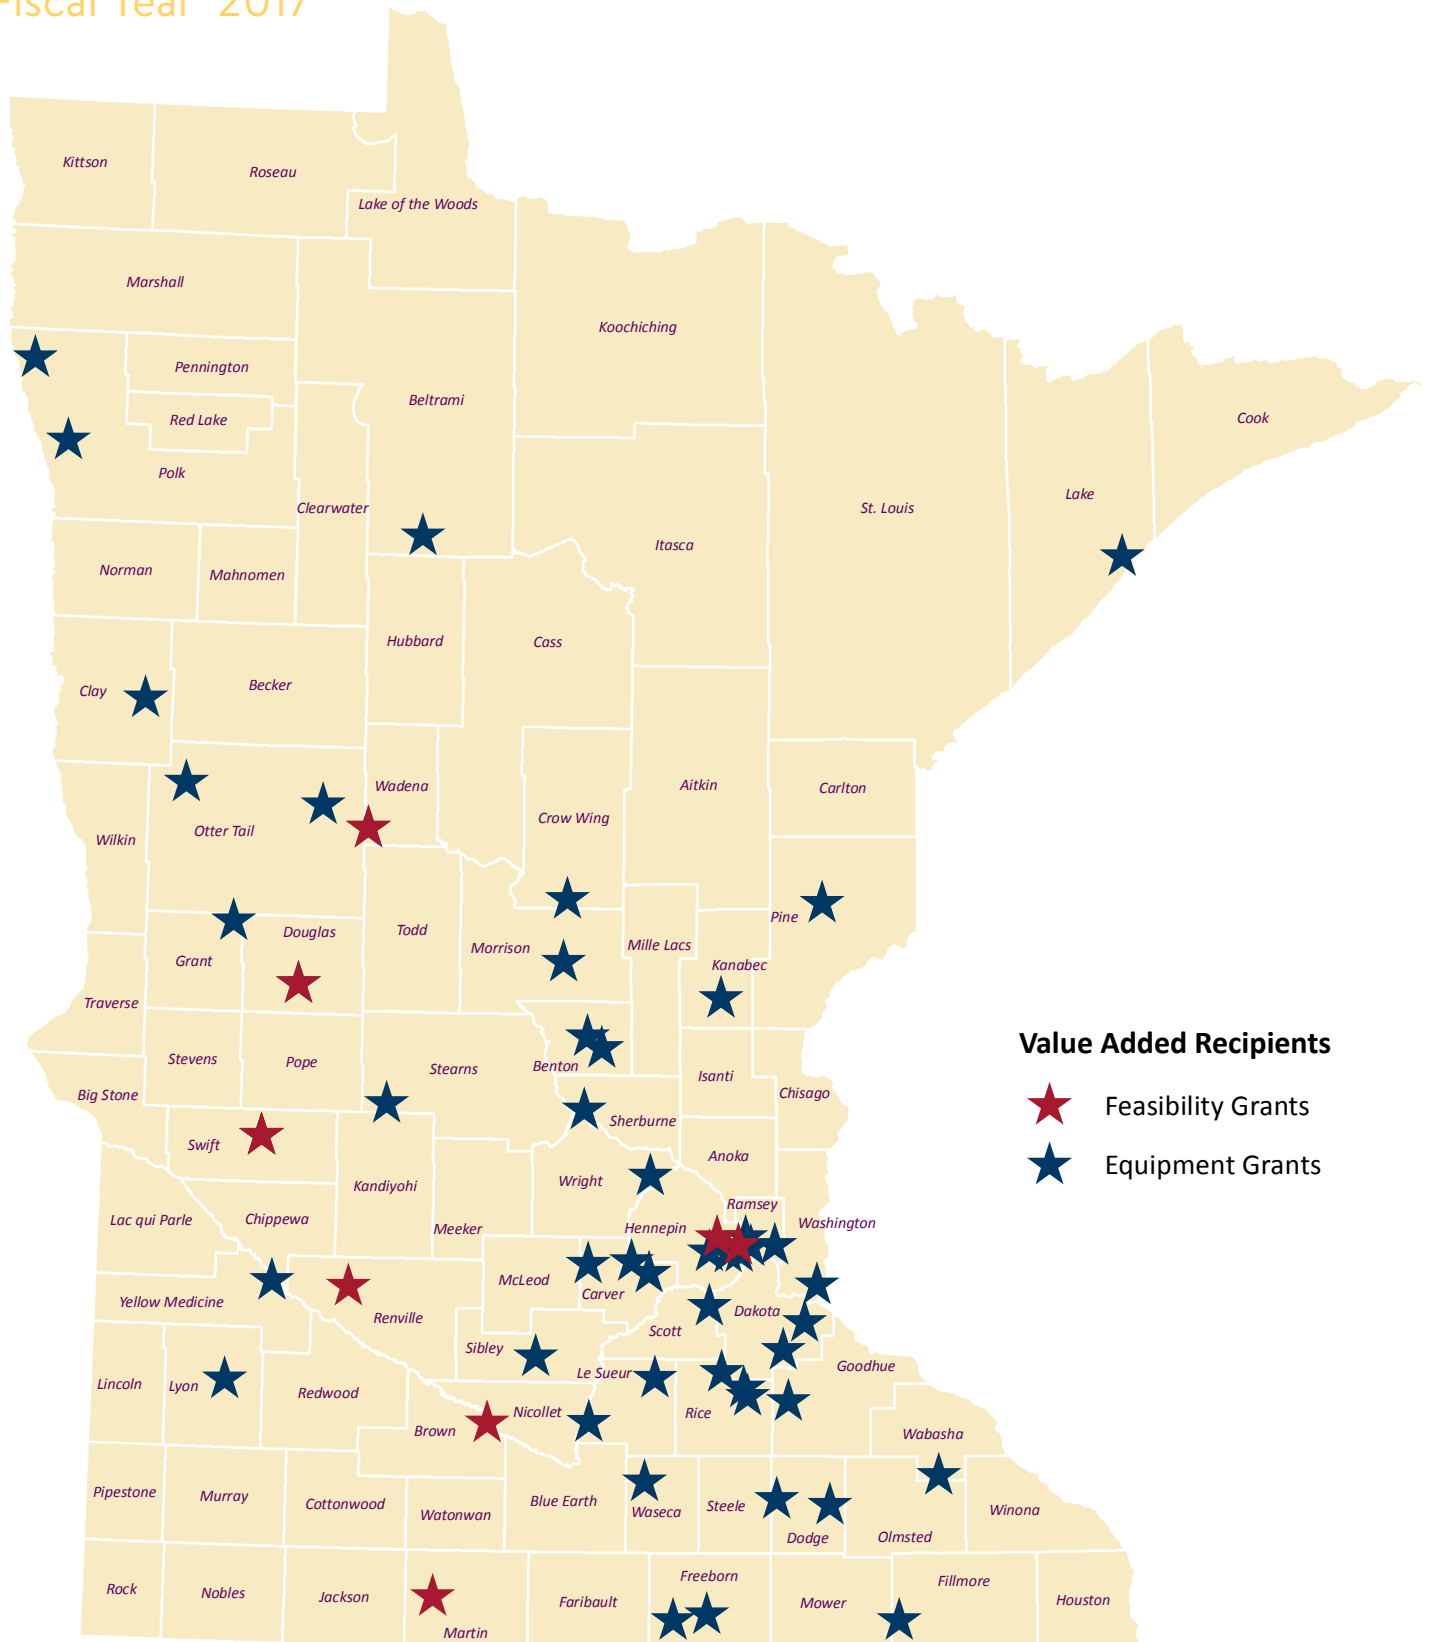 Fiscal Year 2017
Kittson
Roseau
Lake of the Woods
Marshall
Koochiching
Pennington
Beltrami
Red Lake
Cook
Polk
Lake
Clearwater
St. Louis
Itasca
Norman
Mahnomen
Hubbard
Cass
Becker
Clay
Wadena
Aitkin
Carlton
Crow Wing
Otter Tail
Wilkin
Pine
Douglas
Todd
Morrison
Mille Lacs
Grant
Kanabec
Traverse
Value Added Recipients
Stevens
Pope
Stearns
Benton
Isanti
Big Stone
Chisago
Feasibility Grants
Sherburne
Swift
Anoka
Equipment Grants
Wright
Kandiyohi
Ramsey
Lac qui Parle
Chippewa
Meeker
Hennepin
Washington
McLeod
Carver
Yellow Medicine
Renville
Dakota
Scott
Sibley
Le Sueur
Goodhue
Lincoln
Lyon
Redwood
Nicollet
Rice
Brown
Wabasha
Pipestone
Murray
Cottonwood
Blue Earth
Watonwan
Waseca
Steele
Winona
Dodge
Olmsted
Rock
Nobles
Jackson
Freeborn
Fillmore
Faribault
Mower
Houston
Martin